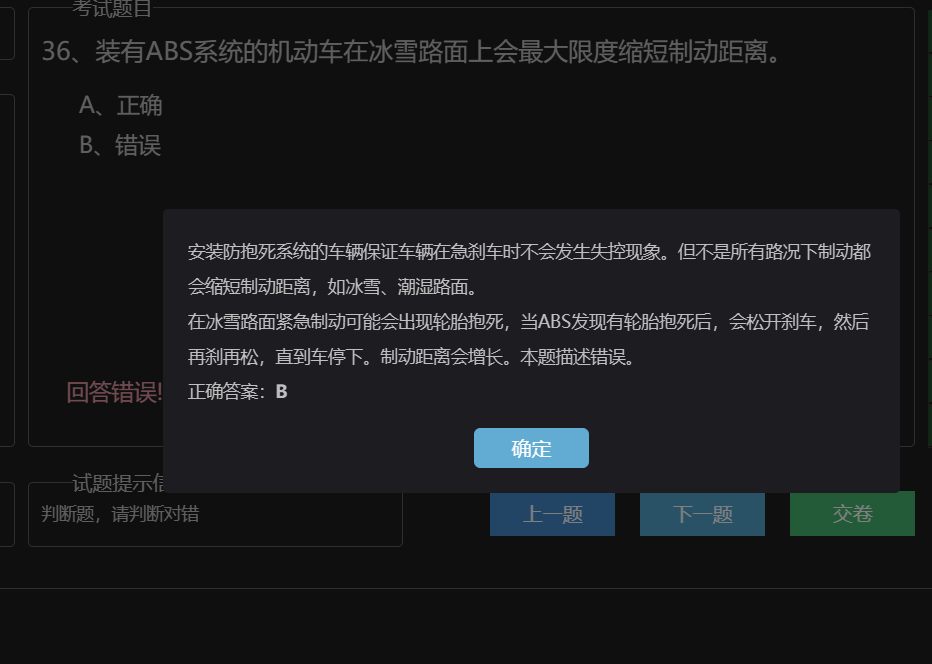 考试题目
36、装有ABS系统的机动车在冰雪路面上会最大限度缩短制动距离。
A、正确
B、错误
安装防抱死系统的车辆保证车辆在急刹车时不会发生失控现象。但不是所有路况下制动都
会缩短制动距离，如冰雪、潮湿路面。
在冰雪路面紧急制动可能会出现轮胎抱死，当ABS发现有轮胎抱死后，会松开刹车，然后
再刹再松，直到车停下。制动距离会增长。本题描述错误。
正确答案：B
回答错误!
确定
试题提示信
判断题，请判断对错
上一题
下一题
交卷